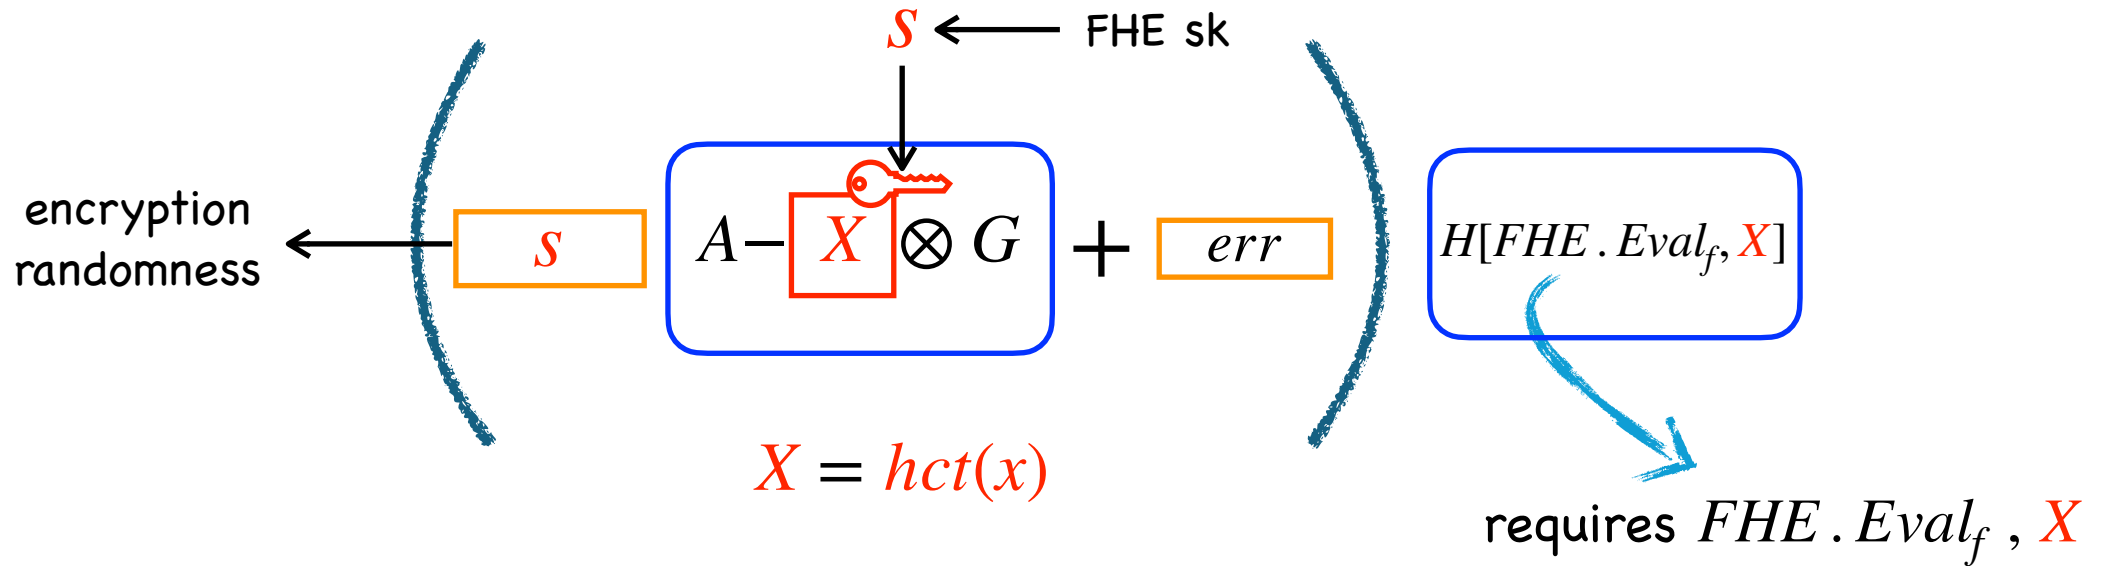 s ← FHE sk
encryption
randomness
s
A — X ⊗ G + err
H[FHE . Eval_f, X]
X = hct(x)
requires FHE . Eval_f , X